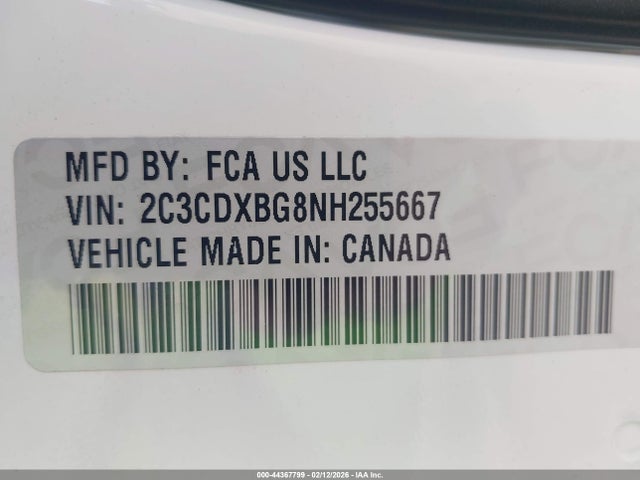 MFD BY: FCA US LLC
VIN: 2C3CDXBG8NH255667
VEHICLE MADE IN: CANADA
000-44367799 - 02/12/2026 - IAA Inc.